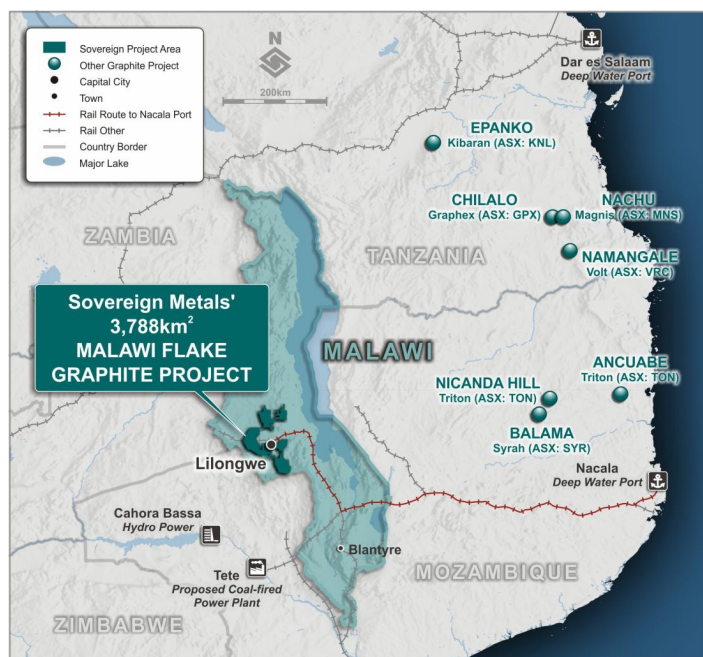 Sovereign Project Area
Other Graphite Project
Capital City
Town
Rail Route to Nacala Port
Rail Other
Country Border
Major Lake
N
200km
Dar es Salaam
Deep Water Port
EPANKO
Kibaran (ASX: KNL)
CHILALO
Graphex (ASX: GPX)
NACHU
Magnis (ASX: MNS)
ZAMBIA
TANZANIA
NAMANGALE
Volt (ASX: VRC)
Sovereign Metals'
3,788km²
MALAWI FLAKE
GRAPHITE PROJECT
MALAWI
ANCUABE
Triton (ASX: TON)
NICANDA HILL
Triton (ASX: TON)
BALAMA
Syrah (ASX: SYR)
Lilongwe
Nacala
Deep Water Port
Cahora Bassa
Hydro Power
Blantyre
Tete
Proposed Coal-fired
Power Plant
MOZAMBIQUE
ZIMBABWE